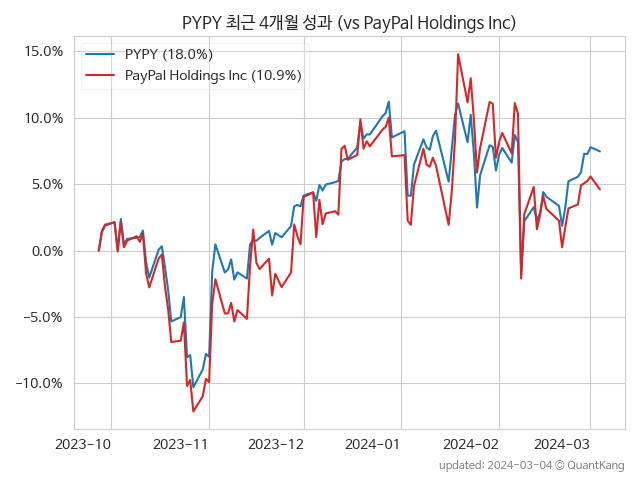 PYPY 최근 4개월 성과 (vs PayPal Holdings Inc)
PYPY (18.0%)
PayPal Holdings Inc (10.9%)
15.0%
10.0%
5.0%
0.0%
−5.0%
−10.0%
2023−10 2023−11 2023−12 2024−01 2024−02 2024−03
updated: 2024-03-04 © QuantKang